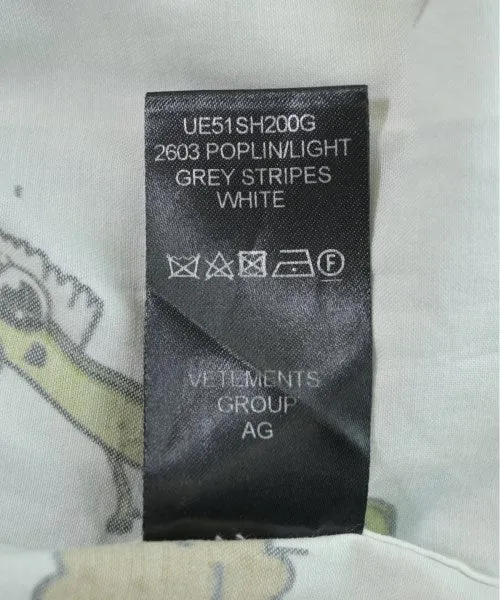 UE51SH200G
2603 POPLIN/LIGHT
GREY STRIPES
WHITE
F
VETEMENTS
GROUP
AG